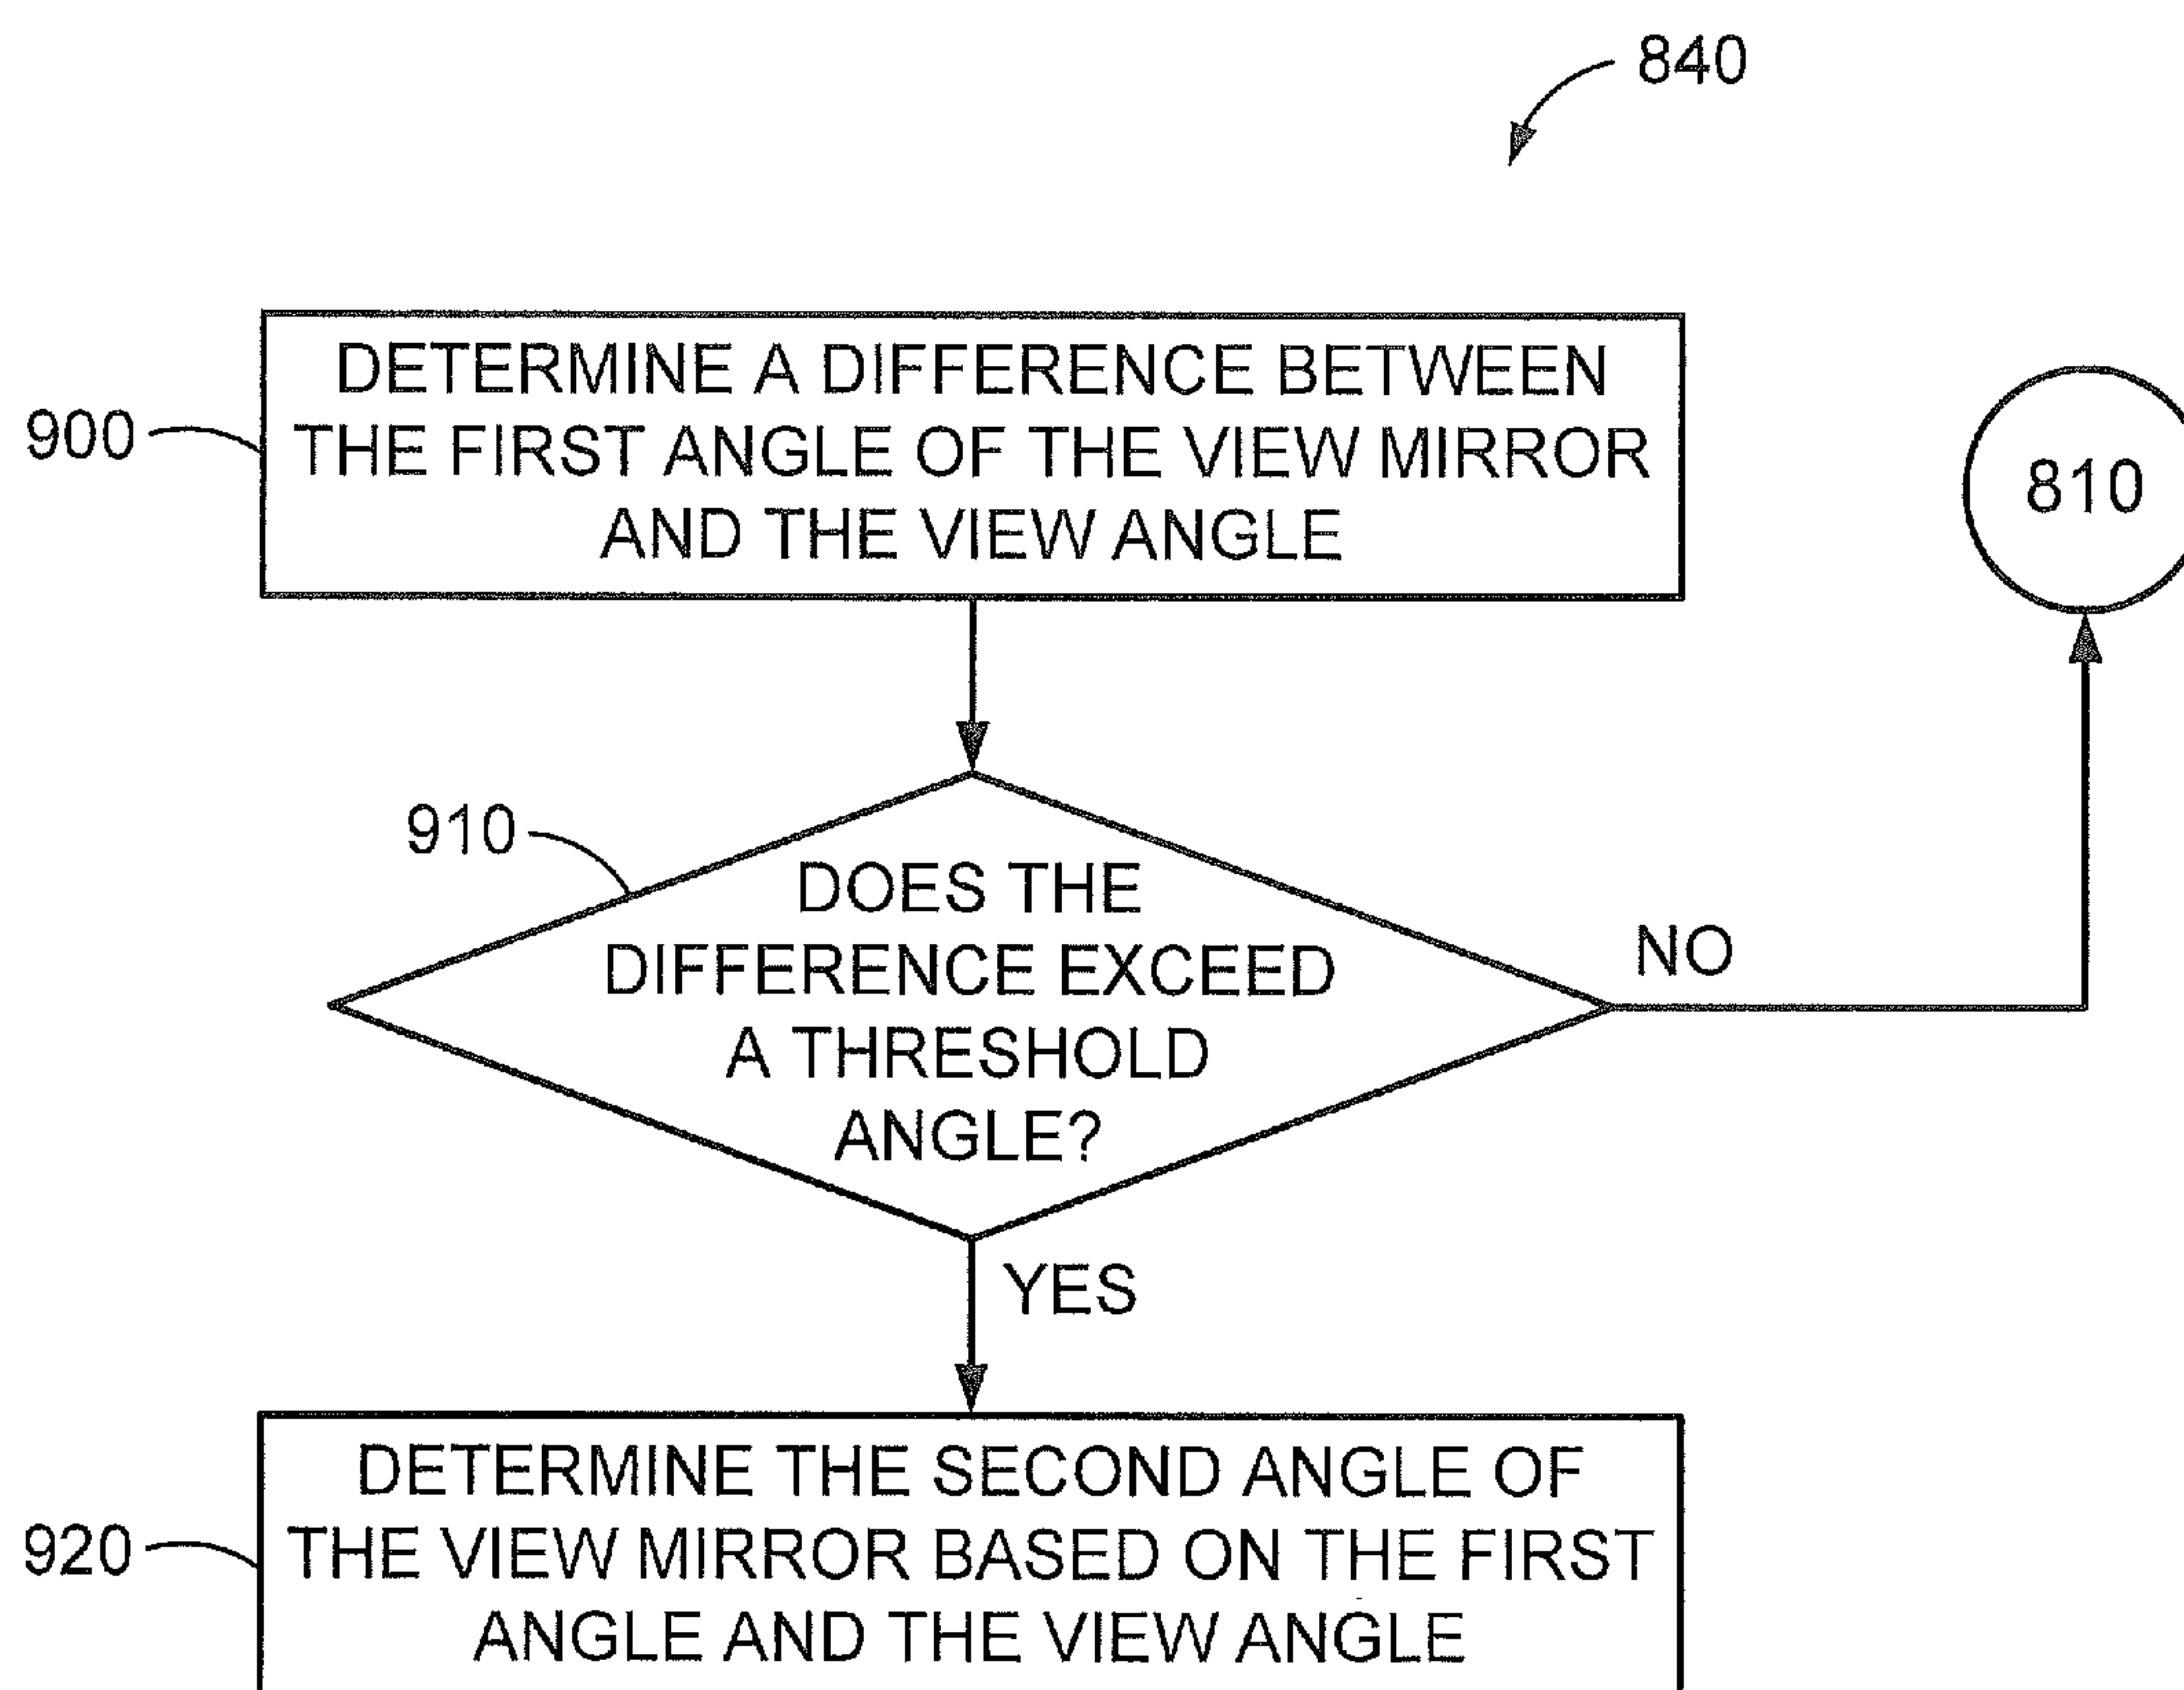 840
900
DETERMINE A DIFFERENCE BETWEEN
THE FIRST ANGLE OF THE VIEW MIRROR
AND THE VIEW ANGLE
810
910
DOES THE
DIFFERENCE EXCEED
A THRESHOLD
ANGLE?
NO
YES
920
DETERMINE THE SECOND ANGLE OF
THE VIEW MIRROR BASED ON THE FIRST
ANGLE AND THE VIEW ANGLE